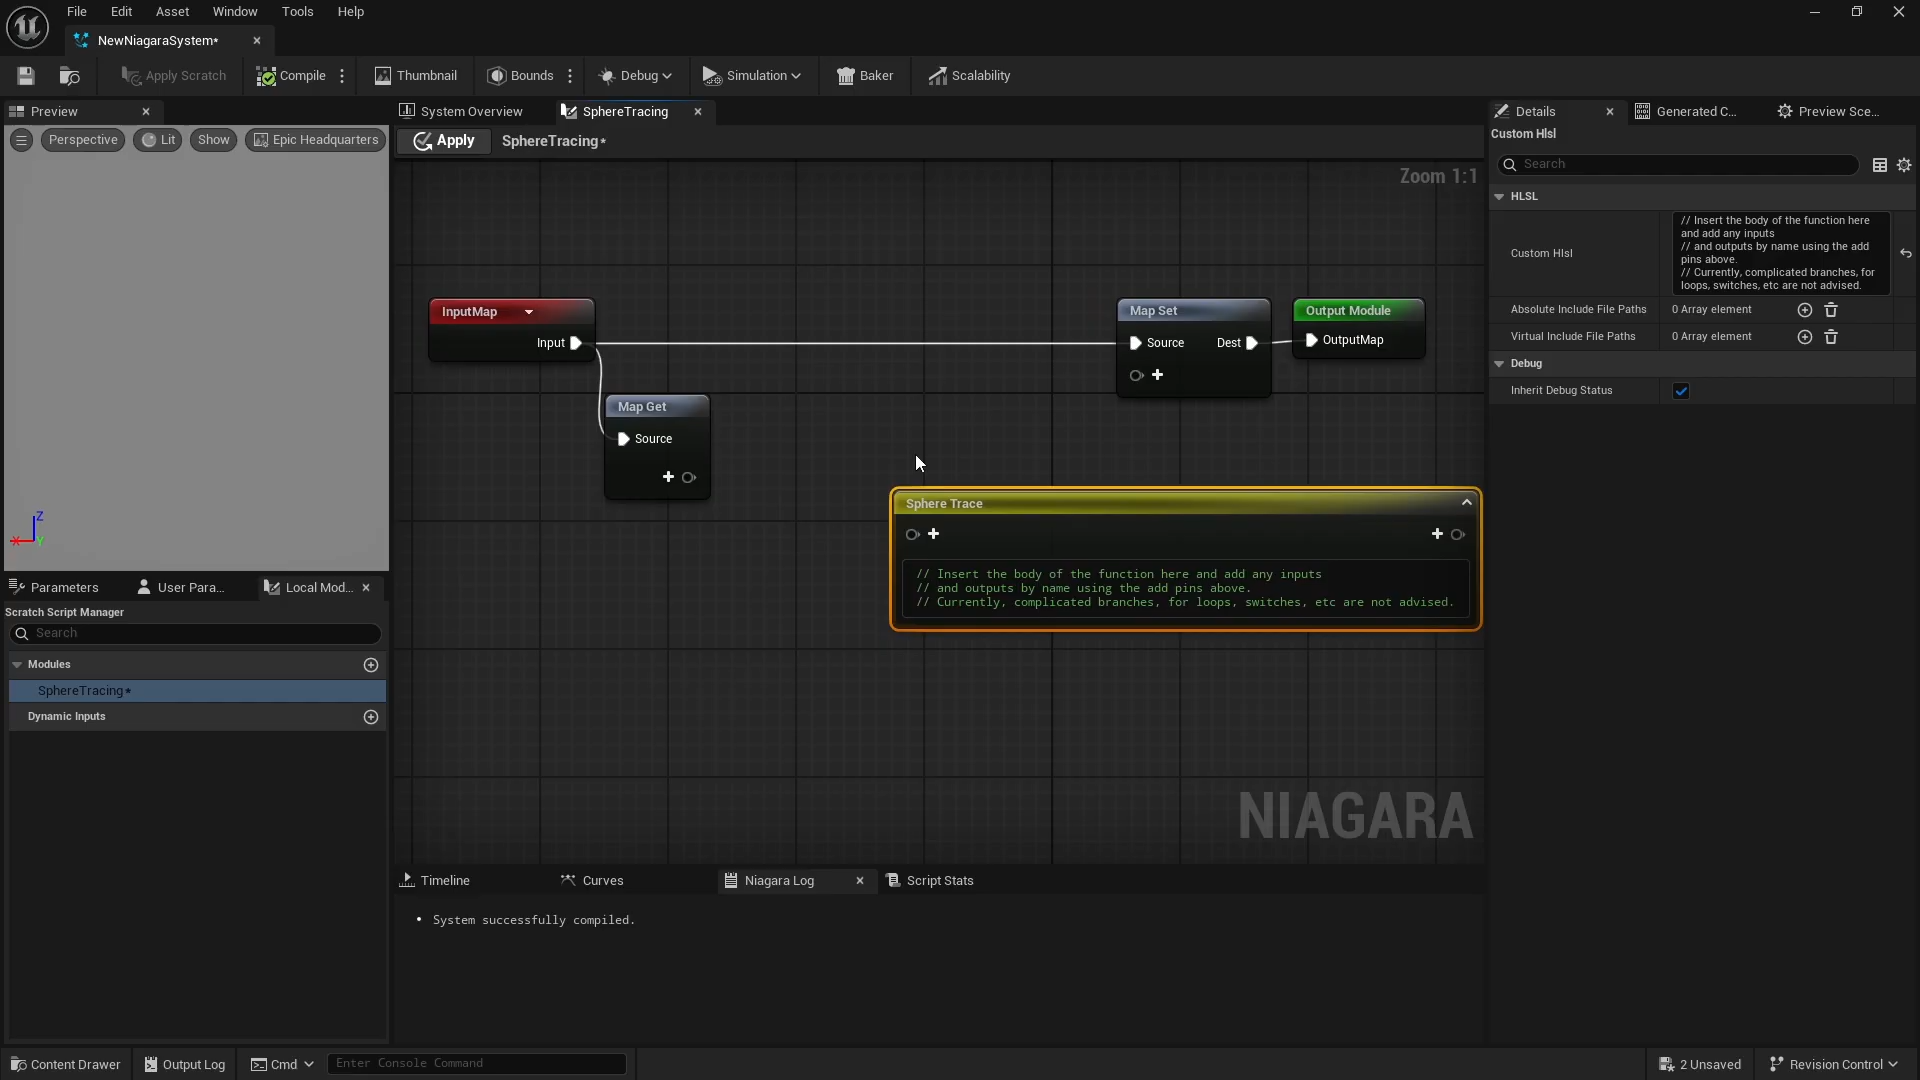 File Edit Asset Window Tools Help
NewNiagaraSystem*
Apply Scratch Compile Thumbnail Bounds Debug Simulation Baker Scalability
Preview
Perspective Lit Show Epic Headquarters
Z
X Y
Parameters User Para... Local Mod...
Scratch Script Manager
Search
Modules
SphereTracing*
Dynamic Inputs
System Overview SphereTracing
Apply SphereTracing*
Zoom 1:1
InputMap
Input
Map Get
Source
Map Set
Source Dest
Output Module
OutputMap
Sphere Trace
// Insert the body of the function here and add any inputs
// and outputs by name using the add pins above.
// Currently, complicated branches, for loops, switches, etc are not advised.
NIAGARA
Timeline Curves Niagara Log Script Stats
• System successfully compiled.
Details Generated C... Preview Sce...
Custom Hlsl
Search
HLSL
Custom Hlsl
// Insert the body of the function here
and add any inputs
// and outputs by name using the add
pins above.
// Currently, complicated branches, for
loops, switches, etc are not advised.
Absolute Include File Paths 0 Array element
Virtual Include File Paths 0 Array element
Debug
Inherit Debug Status
Content Drawer Output Log Cmd Enter Console Command 2 Unsaved Revision Control